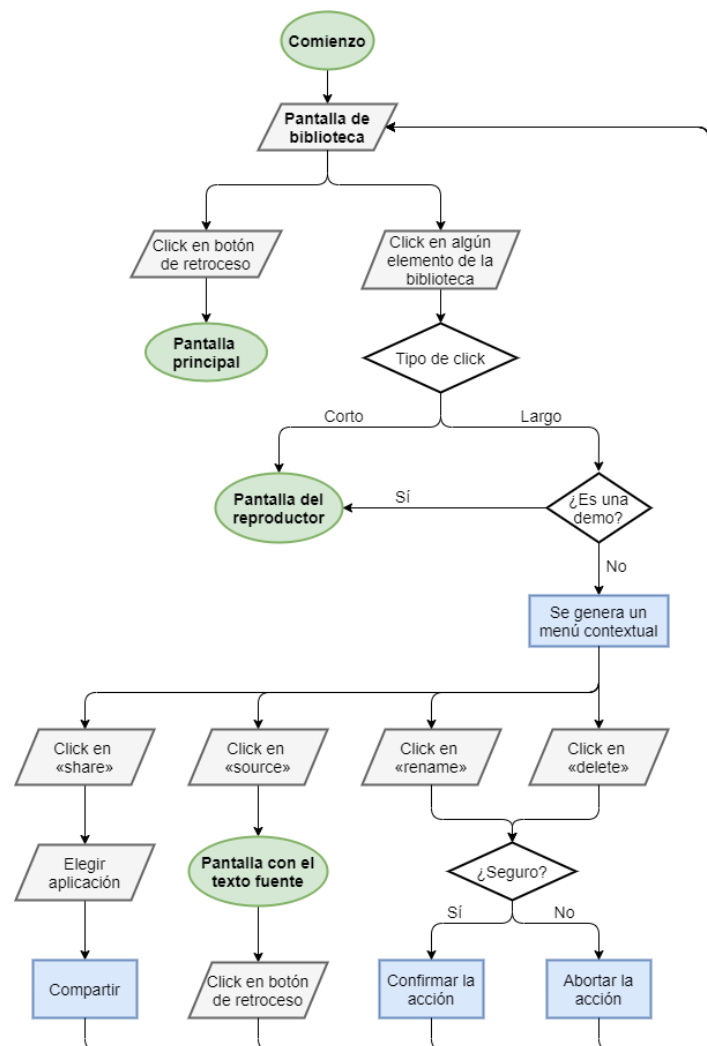 Comienzo
Pantalla de
biblioteca
Click en botón
de retroceso
Click en algún
elemento de la
biblioteca
Pantalla
principal
Tipo de click
Corto
Largo
Pantalla del
reproductor
Sí
¿Es una
demo?
No
Se genera un
menú contextual
Click en
«share»
Click en
«source»
Click en
«rename»
Click en
«delete»
Elegir
aplicación
Pantalla con el
texto fuente
¿Seguro?
Sí
No
Compartir
Click en botón
de retroceso
Confirmar la
acción
Abortar la
acción